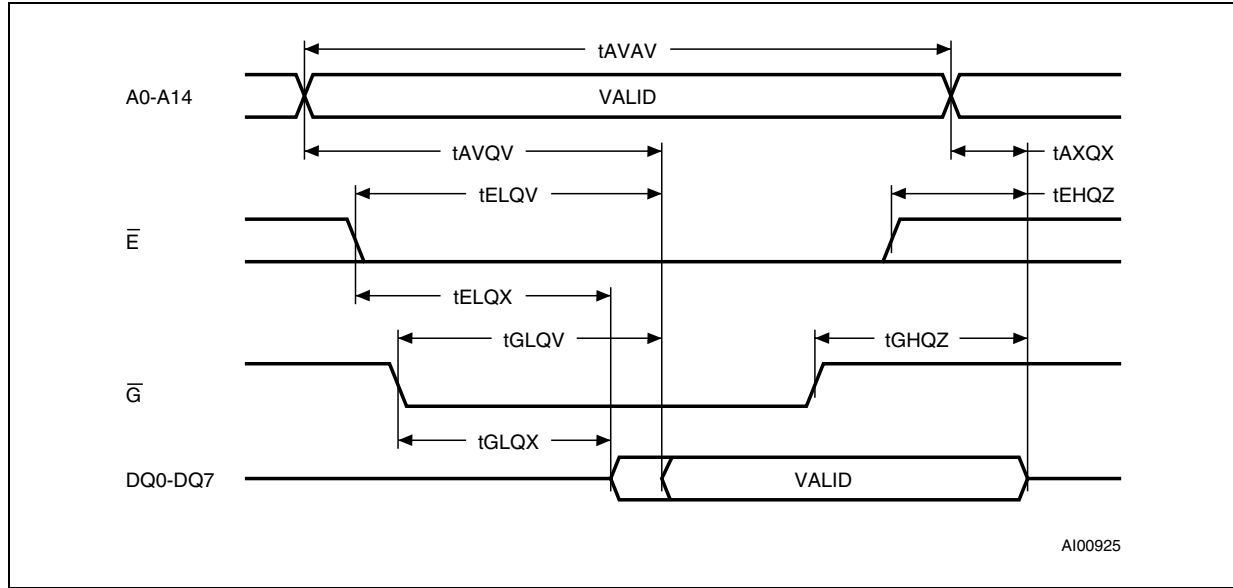 tAVAV
A0-A14 VALID
tAVQV tAXQX
tELQV tEHQZ
E̅
tELQX
tGLQV tGHQZ
G̅
tGLQX
DQ0-DQ7 VALID
AI00925